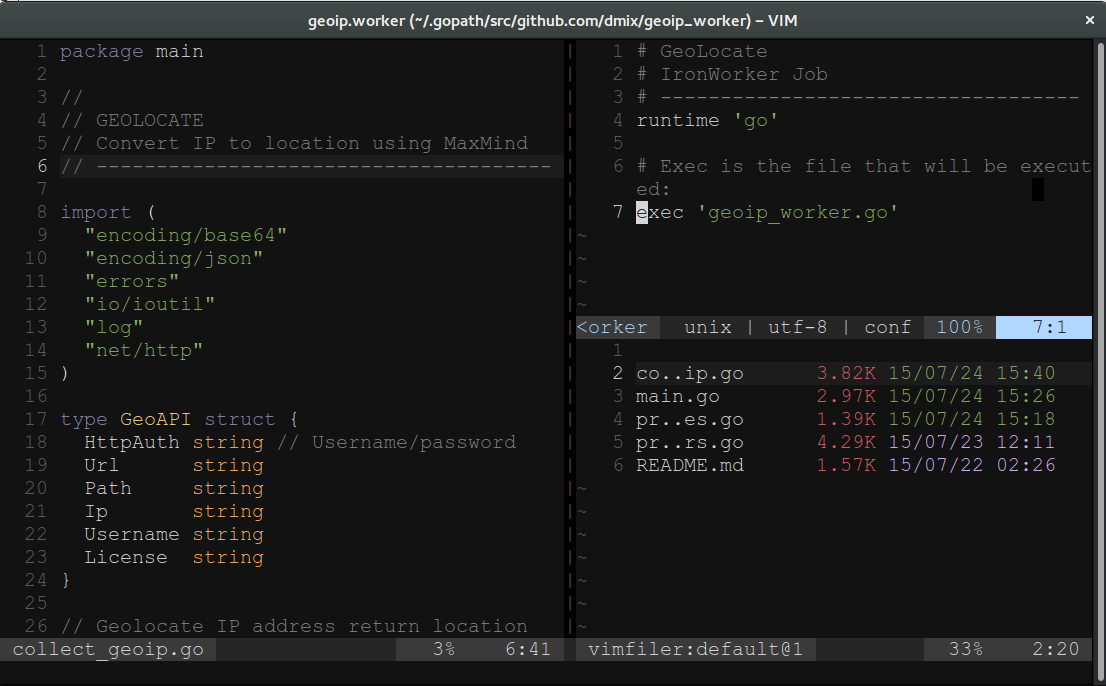 geoip.worker (~/.gopath/src/github.com/dmix/geoip_worker) – VIM
×
1 package main
2
3 //
4 // GEOLOCATE
5 // Convert IP to location using MaxMind
6 // --------------------------------------
7
8 import (
9   "encoding/base64"
10   "encoding/json"
11   "errors"
12   "io/ioutil"
13   "log"
14   "net/http"
15 )
16
17 type GeoAPI struct {
18   HttpAuth string // Username/password
19   Url      string
20   Path     string
21   Ip       string
22   Username string
23   License  string
24 }
25
26 // Geolocate IP address return location
collect_geoip.go 3% 6:41
1 # GeoLocate
2 # IronWorker Job
3 # -----------------------------------
4 runtime 'go'
5
6 # Exec is the file that will be execut
ed:
7 exec 'geoip_worker.go'
~
~
~
~
<orker unix | utf-8 | conf 100% 7:1
1
2 co..ip.go 3.82K 15/07/24 15:40
3 main.go 2.97K 15/07/24 15:26
4 pr..es.go 1.39K 15/07/24 15:18
5 pr..rs.go 4.29K 15/07/23 12:11
6 README.md 1.57K 15/07/22 02:26
~
~
~
~
~
~
~
vimfiler:default@1 33% 2:20